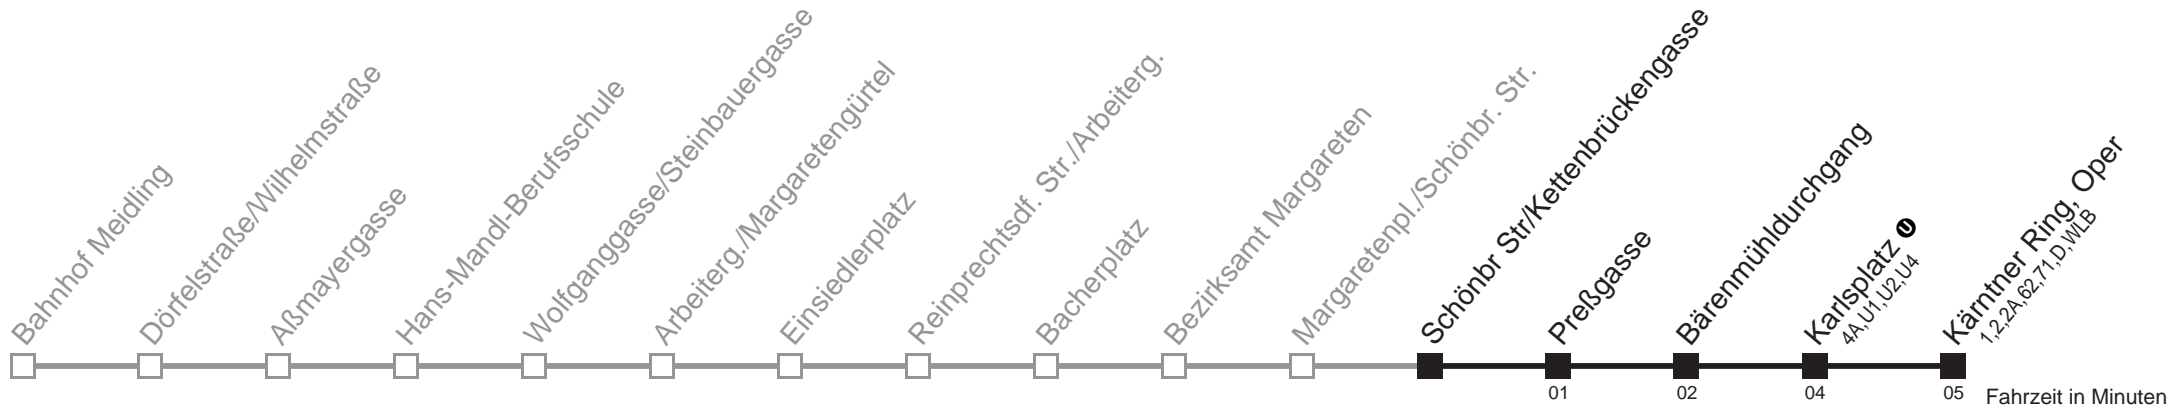 Bahnhof Meidling
Dörfelstraße/Wilhelmstraße
Aßmayergasse
Hans-Mandl-Berufsschule
Wolfganggasse/Steinbauergasse
Arbeiterg./Margaretengürtel
Einsiedlerplatz
Reinprechtsdf. Str./Arbeiterg.
Bacherplatz
Bezirksamt Margareten
Margaretenpl./Schönbr. Str.
Schönbr Str/Kettenbrückengasse
Preßgasse
Bärenmühldurchgang
Karlsplatz U
4A,U1,U2,U4
Kärntner Ring, Oper
1,2,2A,62,71,D,WLB
01 02 04 05 Fahrzeit in Minuten